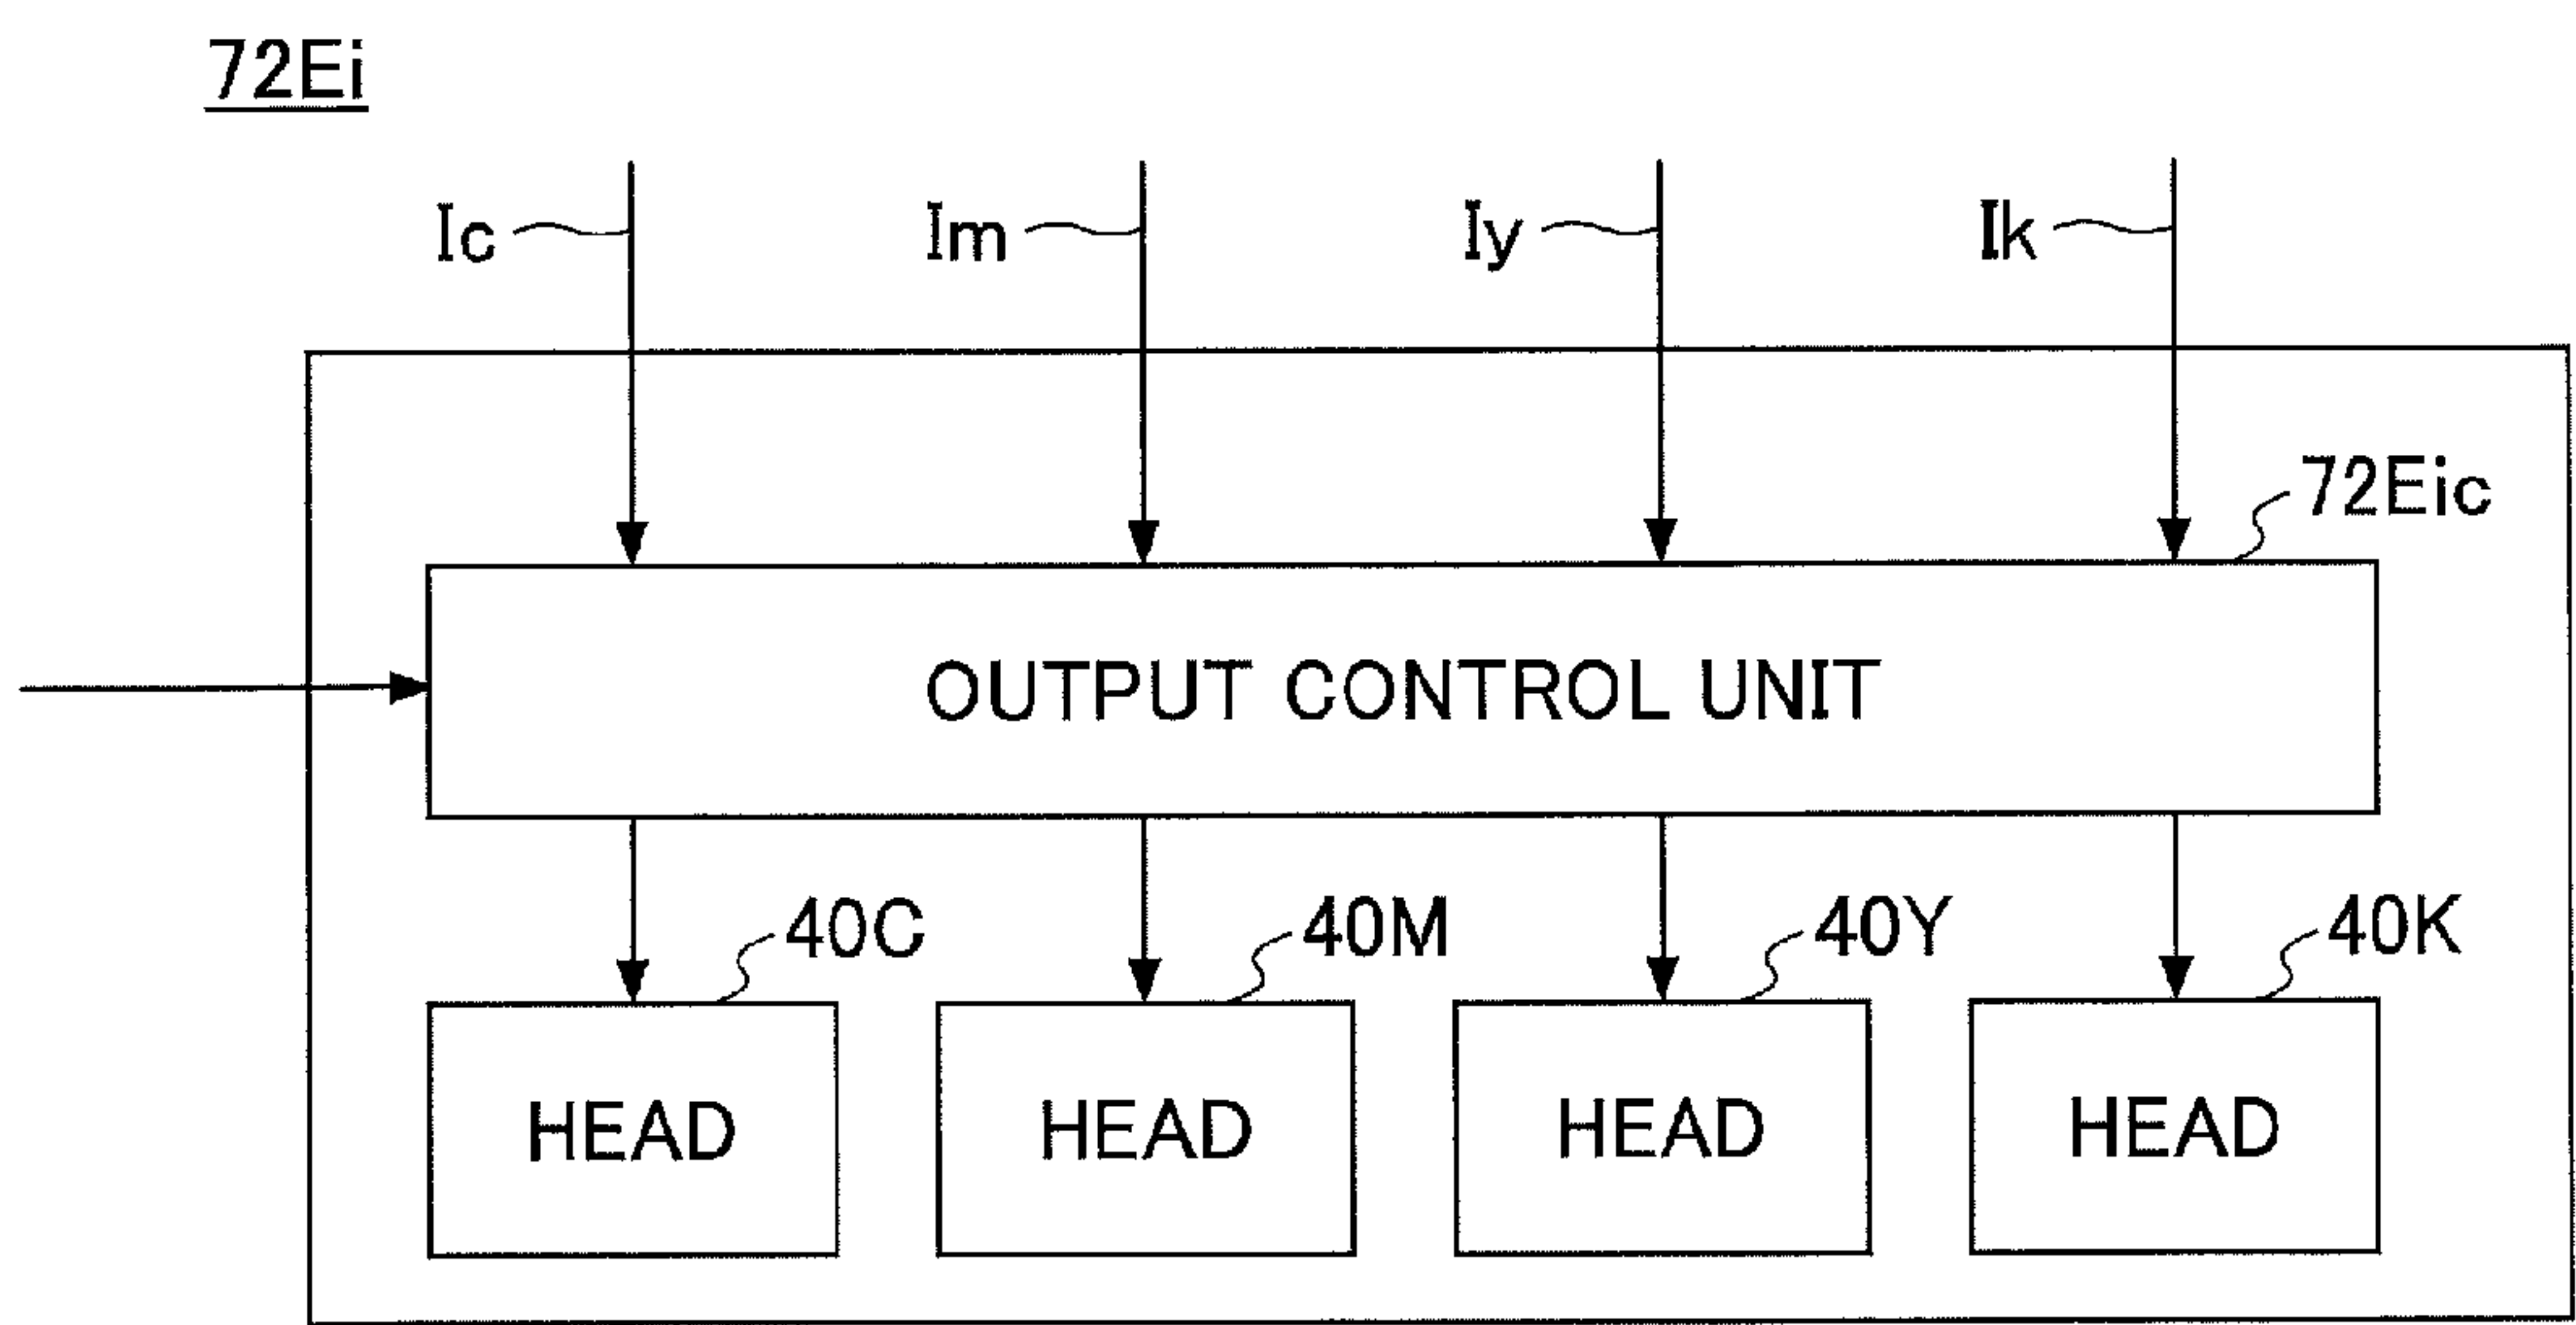 72Ei
Ic Im Iy Ik
72Eic
OUTPUT CONTROL UNIT
40C 40M 40Y 40K
HEAD HEAD HEAD HEAD